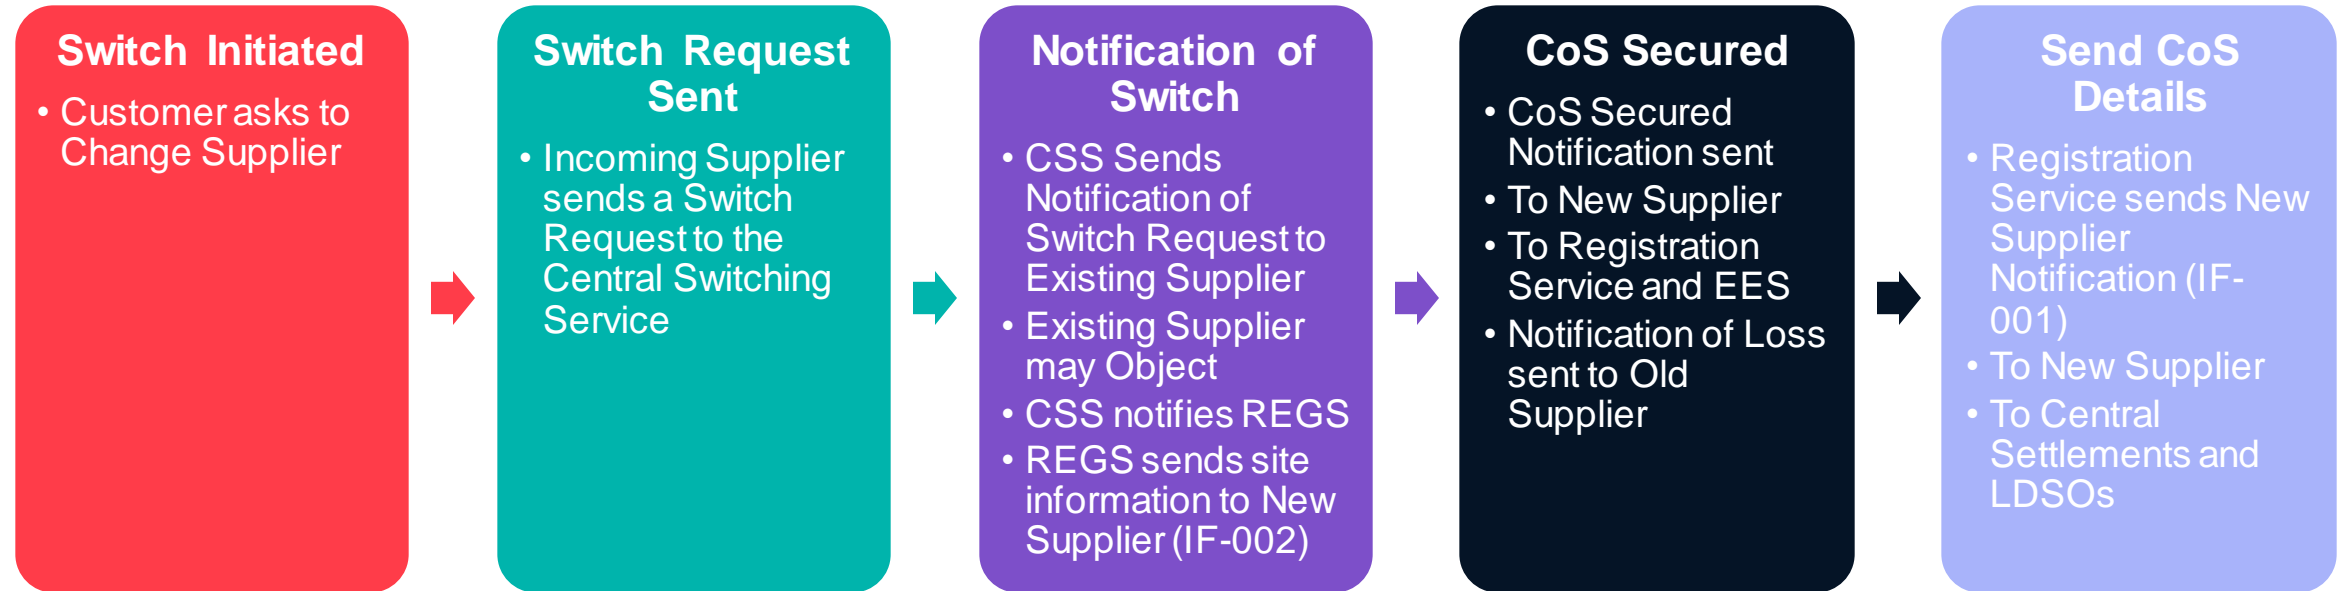 Switch Initiated
• Customer asks to
Change Supplier
Switch Request
Sent
• Incoming Supplier
sends a Switch
Request to the
Central Switching
Service
Notification of
Switch
• CSS Sends
Notification of
Switch Request to
Existing Supplier
• Existing Supplier
may Object
• CSS notifies REGS
• REGS sends site
information to New
Supplier (IF-002)
CoS Secured
• CoS Secured
Notification sent
• To New Supplier
• To Registration
Service and EES
• Notification of Loss
sent to Old
Supplier
Send CoS
Details
• Registration
Service sends New
Supplier
Notification (IF-
001)
• To New Supplier
• To Central
Settlements and
LDSOs